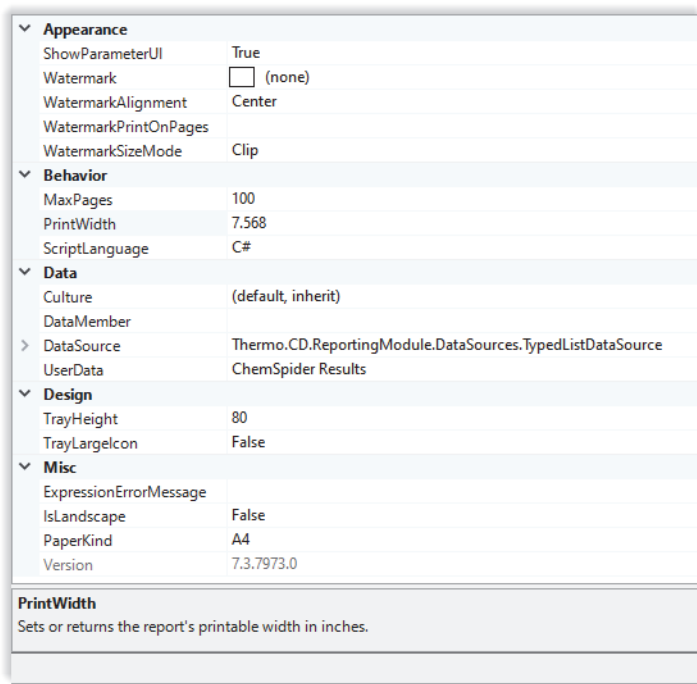 Appearance
ShowParameterUI True
Watermark (none)
WatermarkAlignment Center
WatermarkPrintOnPages
WatermarkSizeMode Clip
Behavior
MaxPages 100
PrintWidth 7.568
ScriptLanguage C#
Data
Culture (default, inherit)
DataMember
DataSource Thermo.CD.ReportingModule.DataSources.TypedListDataSource
UserData ChemSpider Results
Design
TrayHeight 80
TrayLargeIcon False
Misc
ExpressionErrorMessage
IsLandscape False
PaperKind A4
Version 7.3.7973.0
PrintWidth
Sets or returns the report's printable width in inches.